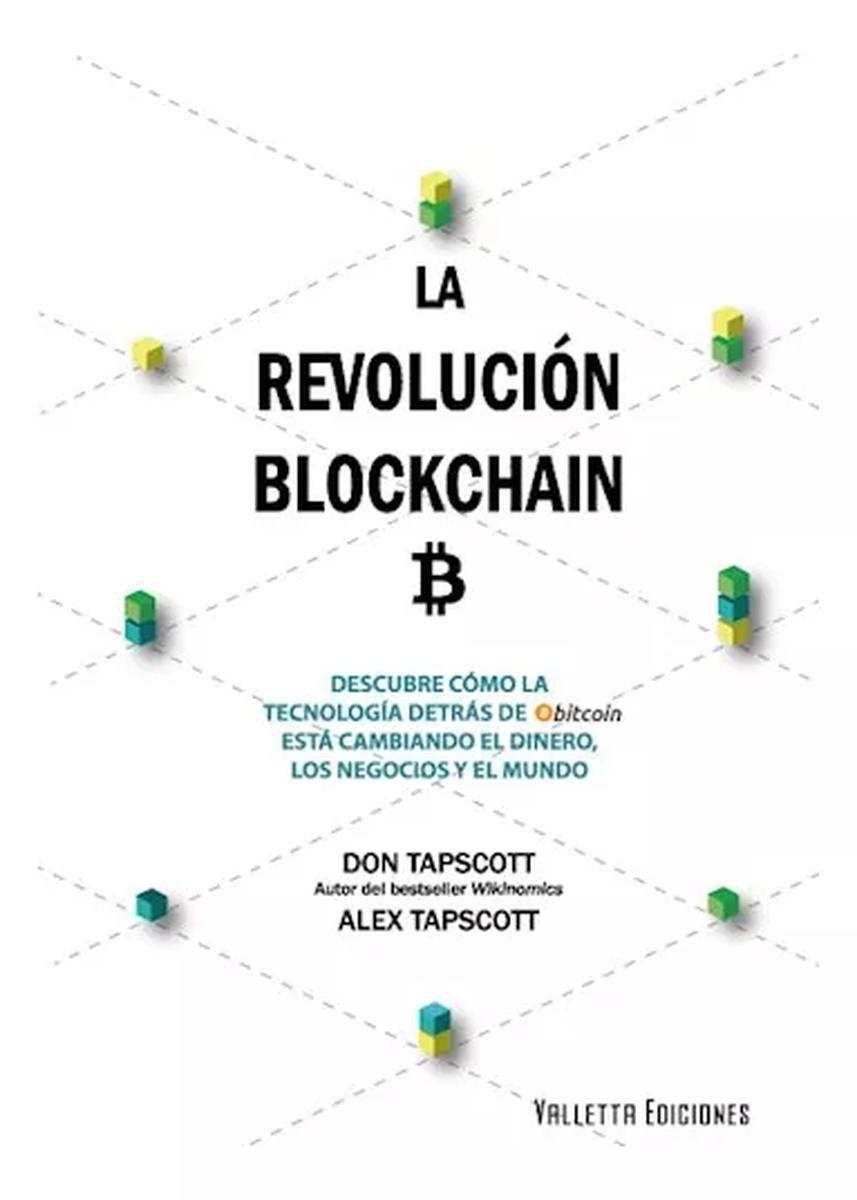 LA
REVOLUCIÓN
BLOCKCHAIN
₿
DESCUBRE CÓMO LA
TECNOLOGÍA DETRÁS DE bitcoin
ESTÁ CAMBIANDO EL DINERO,
LOS NEGOCIOS Y EL MUNDO
DON TAPSCOTT
Autor del bestseller Wikinomics
ALEX TAPSCOTT
VALLETTA EDICIONES